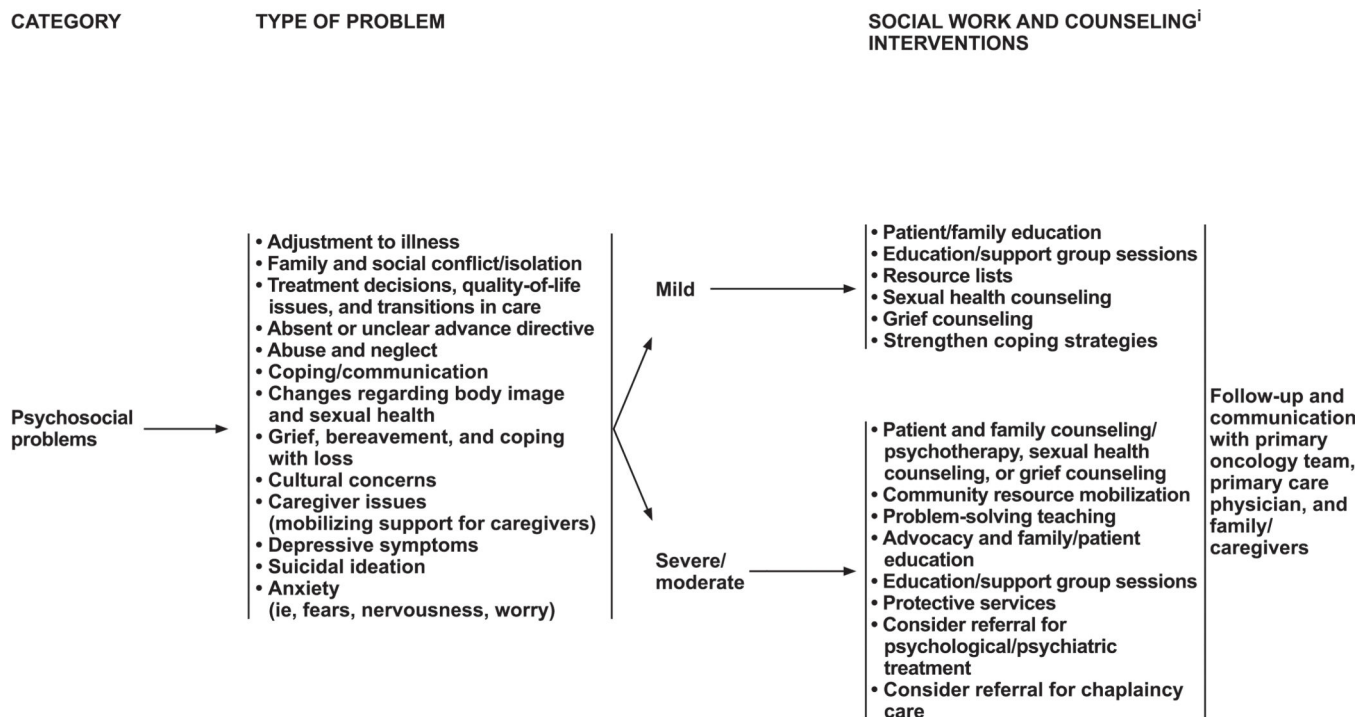 CATEGORY
TYPE OF PROBLEM
SOCIAL WORK AND COUNSELINGⁱ
INTERVENTIONS
Psychosocial
problems
• Adjustment to illness
• Family and social conflict/isolation
• Treatment decisions, quality-of-life
issues, and transitions in care
• Absent or unclear advance directive
• Abuse and neglect
• Coping/communication
• Changes regarding body image
and sexual health
• Grief, bereavement, and coping
with loss
• Cultural concerns
• Caregiver issues
(mobilizing support for caregivers)
• Depressive symptoms
• Suicidal ideation
• Anxiety
(ie, fears, nervousness, worry)
Mild
• Patient/family education
• Education/support group sessions
• Resource lists
• Sexual health counseling
• Grief counseling
• Strengthen coping strategies
Severe/
moderate
• Patient and family counseling/
psychotherapy, sexual health
counseling, or grief counseling
• Community resource mobilization
• Problem-solving teaching
• Advocacy and family/patient
education
• Education/support group sessions
• Protective services
• Consider referral for
psychological/psychiatric
treatment
• Consider referral for chaplaincy
care
Follow-up and
communication
with primary
oncology team,
primary care
physician, and
family/
caregivers